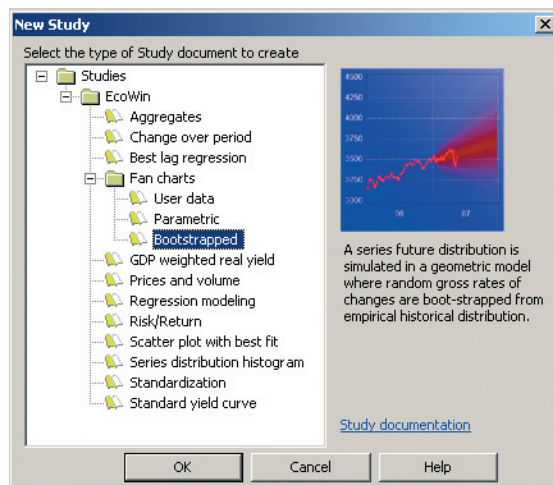 New Study
Select the type of Study document to create
Studies
EcoWin
Aggregates
Change over period
Best lag regression
Fan charts
User data
Parametric
Bootstrapped
GDP weighted real yield
Prices and volume
Regression modeling
Risk/Return
Scatter plot with best fit
Series distribution histogram
Standardization
Standard yield curve
4500
4250
4000
3750
3500
3250
3000
06 07
A series future distribution is
simulated in a geometric model
where random gross rates of
changes are boot-strapped from
empirical historical distribution.
Study documentation
OK Cancel Help